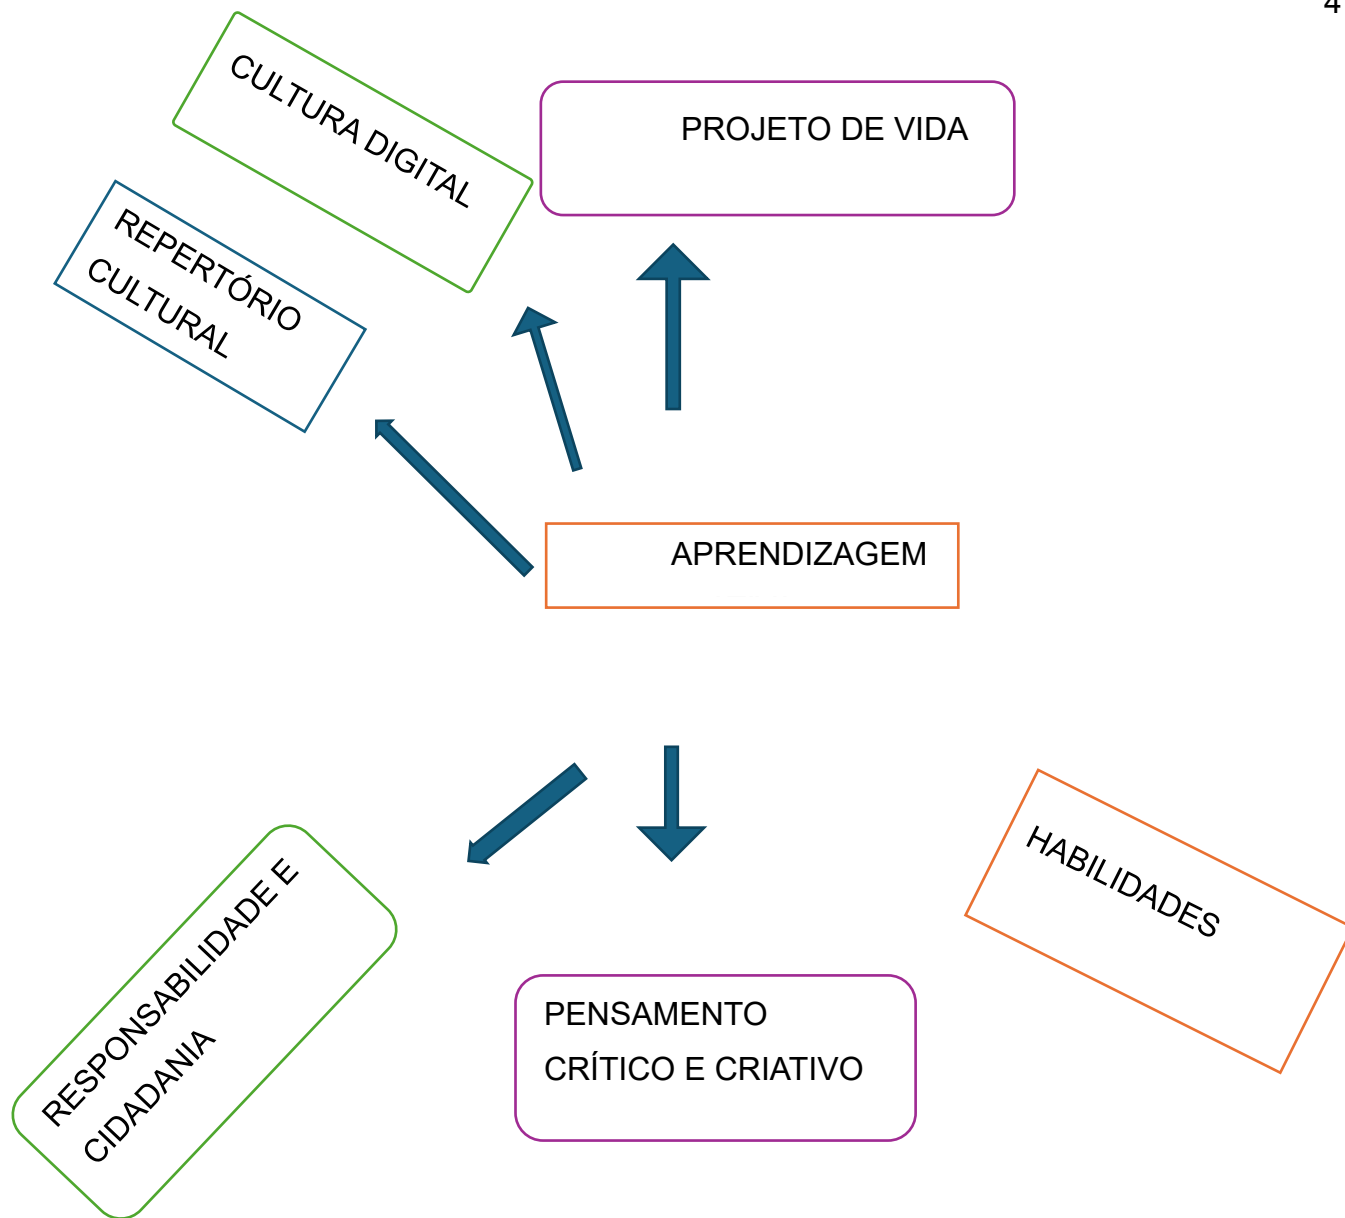 4
CULTURA DIGITAL
PROJETO DE VIDA
REPERTÓRIO
CULTURAL
APRENDIZAGEM
HABILIDADES
RESPONSABILIDADE E
CIDADANIA
PENSAMENTO
CRÍTICO E CRIATIVO